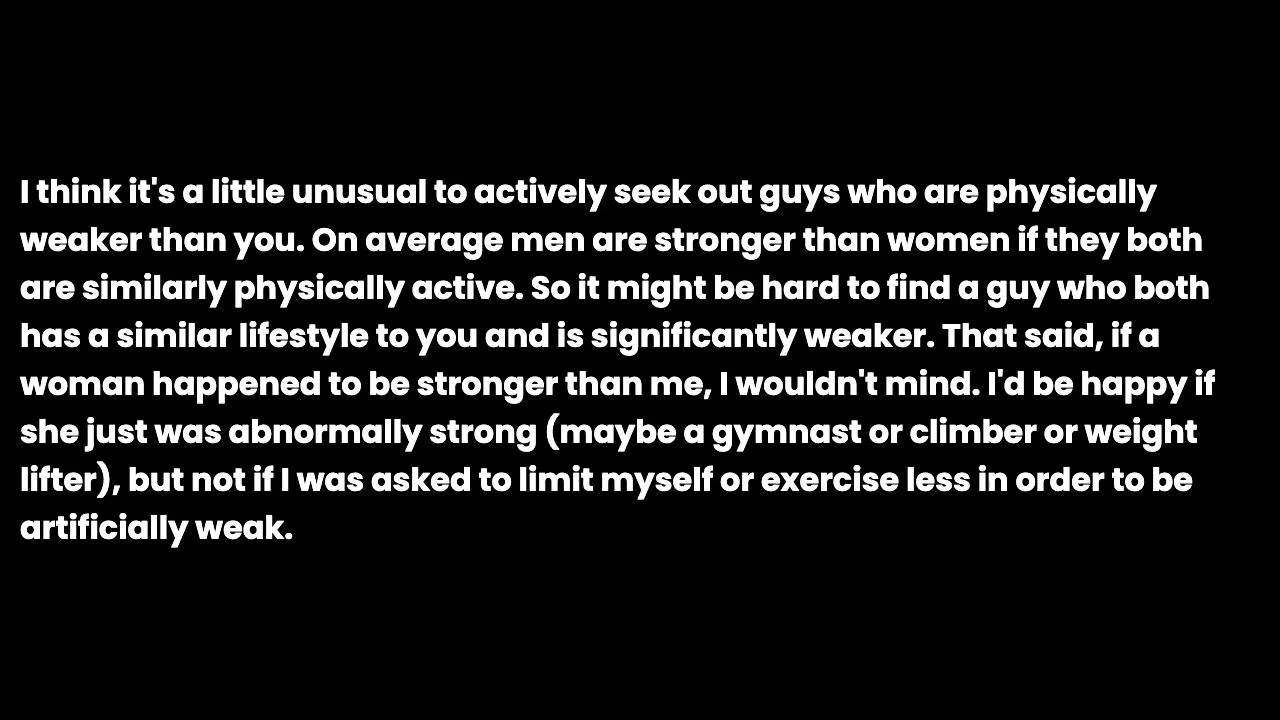 I think it's a little unusual to actively seek out guys who are physically
weaker than you. On average men are stronger than women if they both
are similarly physically active. So it might be hard to find a guy who both
has a similar lifestyle to you and is significantly weaker. That said, if a
woman happened to be stronger than me, I wouldn't mind. I'd be happy if
she just was abnormally strong (maybe a gymnast or climber or weight
lifter), but not if I was asked to limit myself or exercise less in order to be
artificially weak.